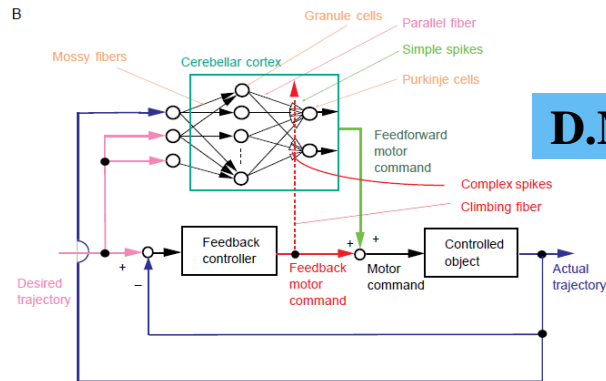 B
Granule cells
Parallel fiber
Cerebellar cortex
Simple spikes
Mossy fibers
Purkinje cells
D.N
Feedforward
motor
command
Complex spikes
Climbing fiber
+
+
Feedback
controller
Controlled
object
Desired
trajectory
+
–
Feedback
motor
command
Motor
command
Actual
trajectory